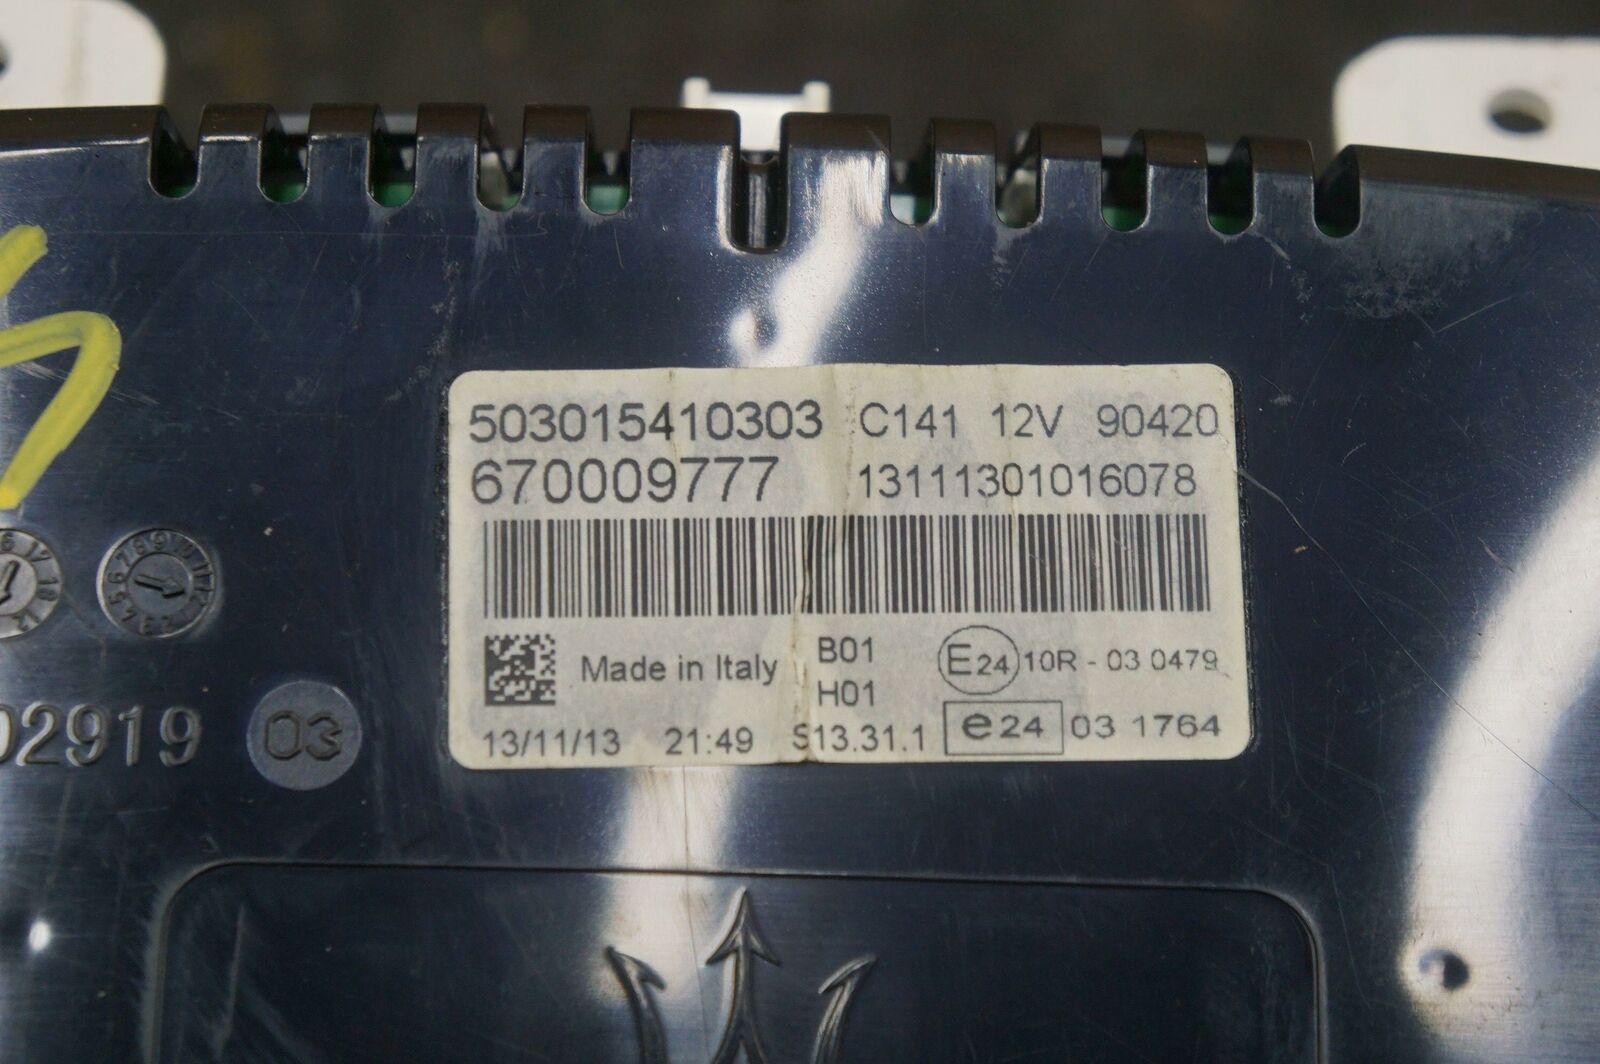 503015410303 C141 12V 90420
670009777 13111301016078
Made in Italy B01 E24 10R - 03 0479
H01
13/11/13 21:49 S13.31.1 e24 03 1764
02919 03